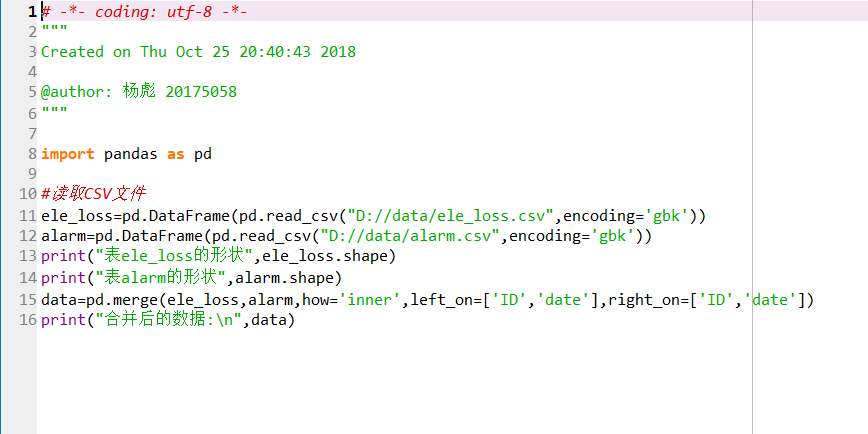 1 # -*- coding: utf-8 -*-
2 """
3 Created on Thu Oct 25 20:40:43 2018
4
5 @author: 杨彪 20175058
6 """
7
8 import pandas as pd
9
10 #读取CSV文件
11 ele_loss=pd.DataFrame(pd.read_csv("D://data/ele_loss.csv",encoding='gbk'))
12 alarm=pd.DataFrame(pd.read_csv("D://data/alarm.csv",encoding='gbk'))
13 print("表ele_loss的形状",ele_loss.shape)
14 print("表alarm的形状",alarm.shape)
15 data=pd.merge(ele_loss,alarm,how='inner',left_on=['ID','date'],right_on=['ID','date'])
16 print("合并后的数据:\n",data)